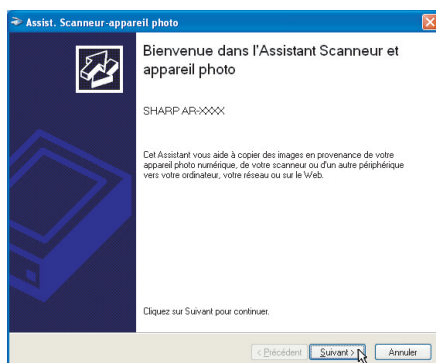 Assist. Scanneur-appareil photo
Bienvenue dans l'Assistant Scanneur et
appareil photo
SHARP AR-XXXX
Cet Assistant vous aide à copier des images en provenance de votre
appareil photo numérique, de votre scanneur ou d'un autre périphérique
vers votre ordinateur, votre réseau ou sur le Web.
Cliquez sur Suivant pour continuer.
< Précédent Suivant > Annuler